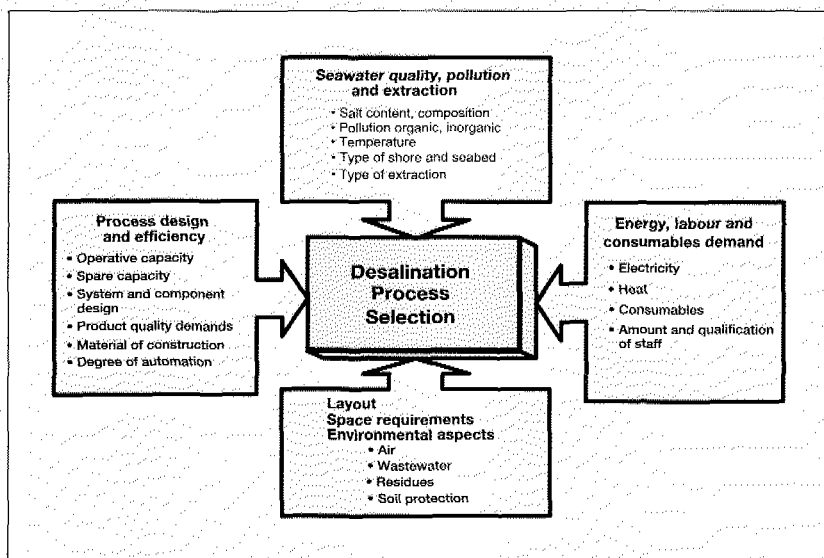 Seawater quality, pollution
and extraction
• Salt content, composition
• Pollution organic, inorganic
• Temperature
• Type of shore and seabed
• Type of extraction
Process design
and efficiency
• Operative capacity
• Spare capacity
• System and component
design
• Product quality demands
• Material of construction
• Degree of automation
Desalination
Process
Selection
Energy, labour and
consumables demand
• Electricity
• Heat
• Consumables
• Amount and qualification
of staff
Layout
Space requirements
Environmental aspects
• Air
• Wastewater
• Residues
• Soil protection